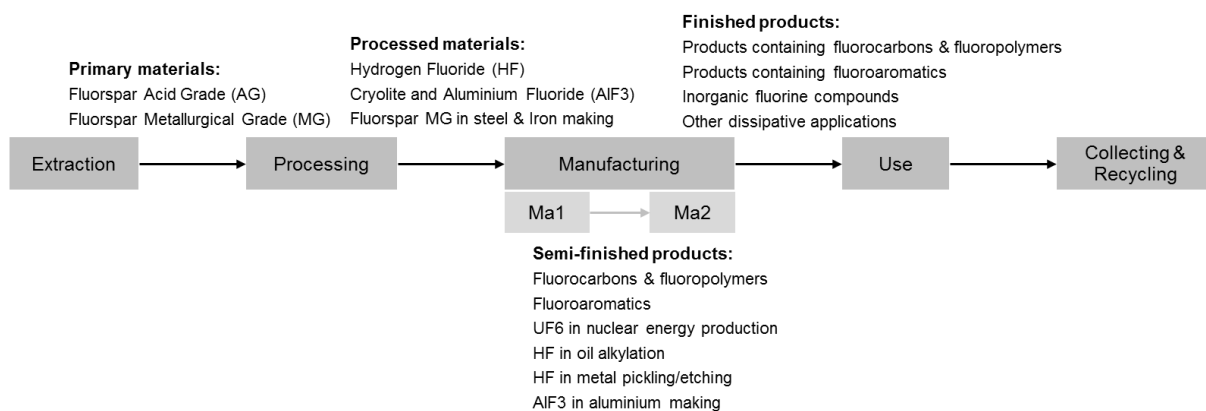 Primary materials:
Fluorspar Acid Grade (AG)
Fluorspar Metallurgical Grade (MG)
Processed materials:
Hydrogen Fluoride (HF)
Cryolite and Aluminium Fluoride (AlF3)
Fluorspar MG in steel & Iron making
Finished products:
Products containing fluorocarbons & fluoropolymers
Products containing fluoroaromatics
Inorganic fluorine compounds
Other dissipative applications
Extraction
Processing
Manufacturing
Use
Collecting &
Recycling
Ma1
Ma2
Semi-finished products:
Fluorocarbons & fluoropolymers
Fluoroaromatics
UF6 in nuclear energy production
HF in oil alkylation
HF in metal pickling/etching
AlF3 in aluminium making